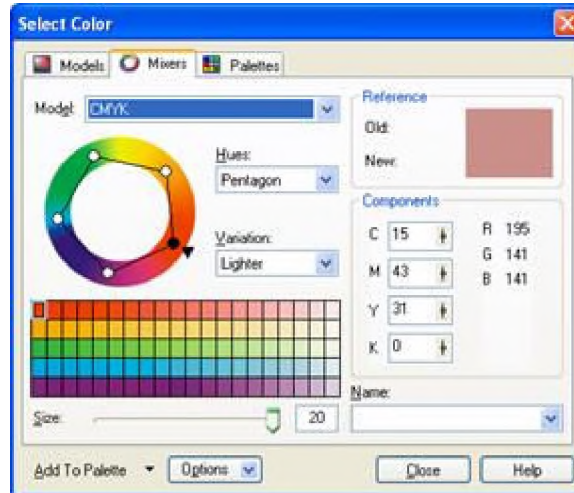 Select Color
Models Mixers Palettes
Model: CMYK
Hues:
Pentagon
Variation:
Lighter
Size: 20
Add To Palette Options
Reference
Old:
New:
Components
C 15 R 195
G 141
M 43 B 141
Y 31
K 0
Name:
Close Help